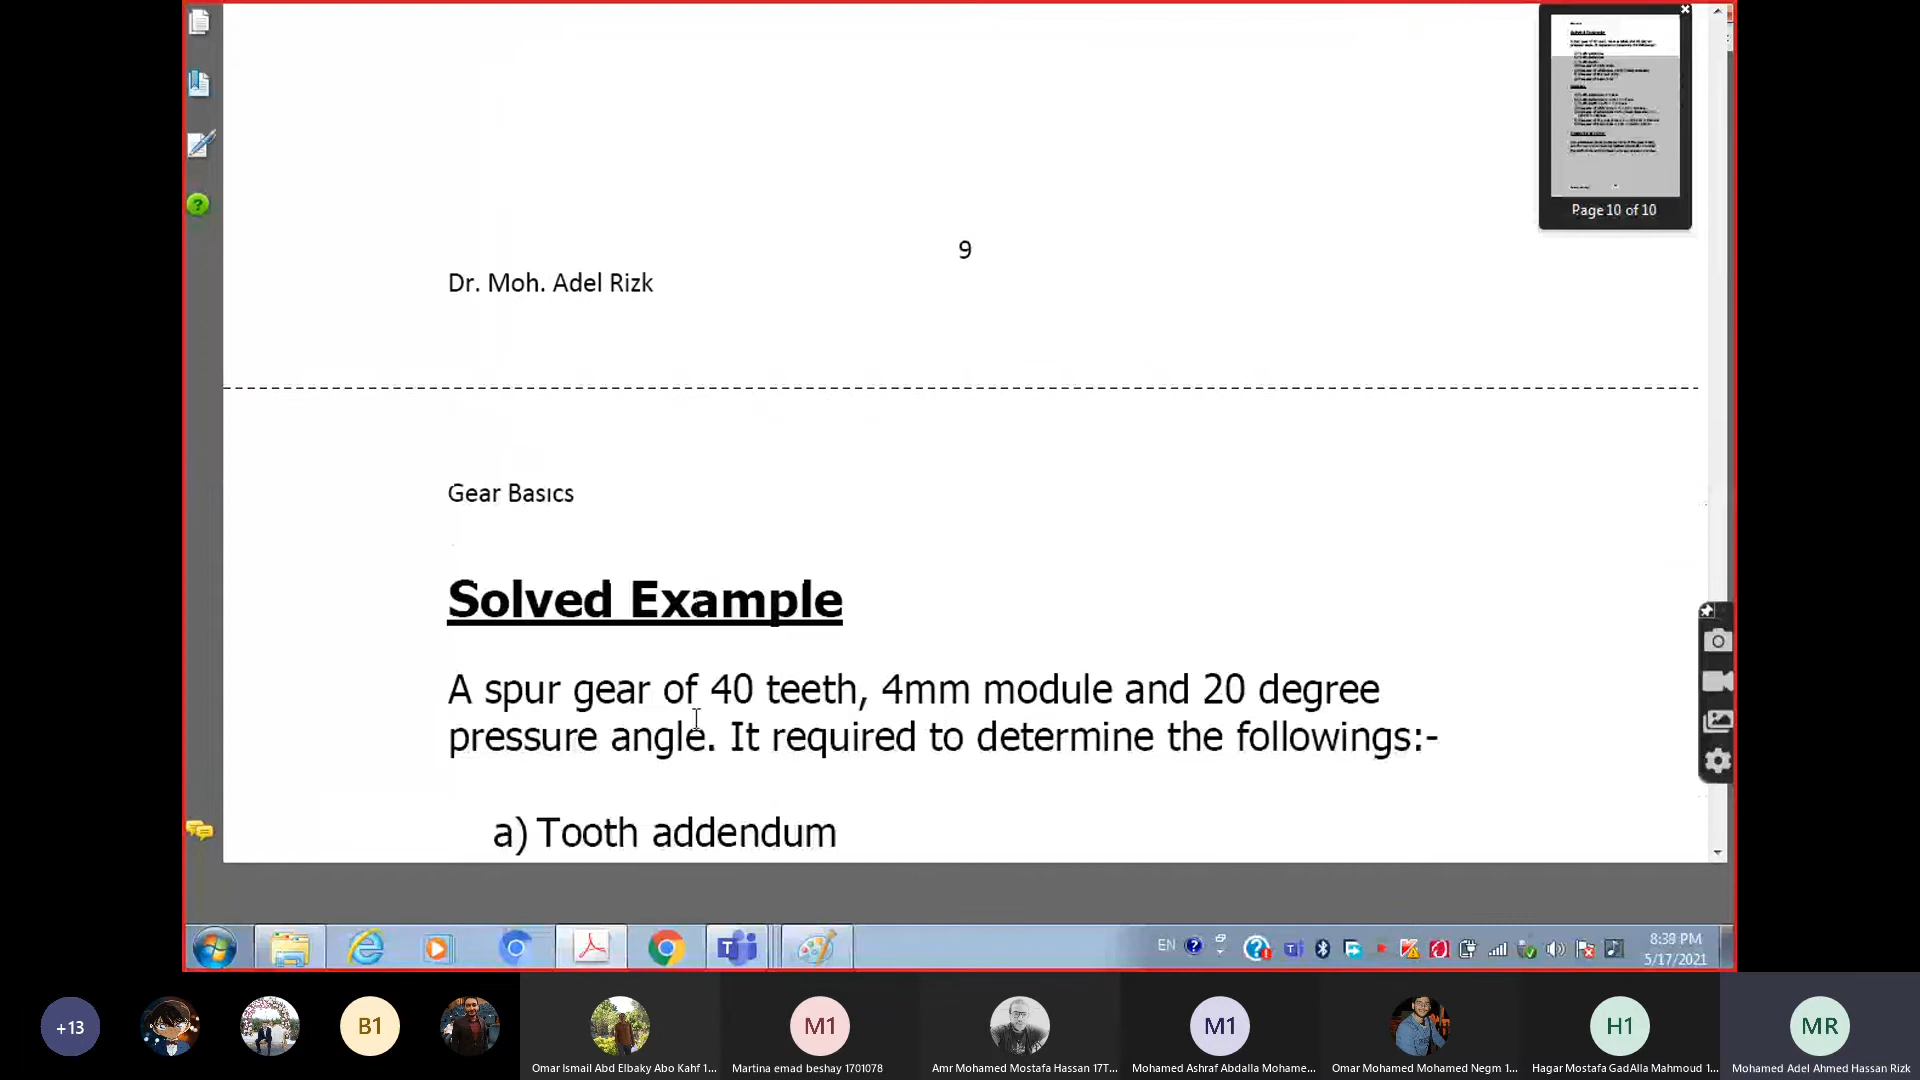 Page 10 of 10
9
Dr. Moh. Adel Rizk
Gear Basics
Solved Example
A spur gear of 40 teeth, 4mm module and 20 degree
pressure angle. It required to determine the followings:-
a) Tooth addendum
EN
8:39 PM
5/17/2021
+13
B1
M1
M1
H1
MR
Omar Ismail Abd Elbaky Abo Kahf 1...
Martina emad beshay 1701078
Amr Mohamed Mostafa Hassan 17T...
Mohamed Ashraf Abdalla Mohame...
Omar Mohamed Mohamed Negm 1...
Hagar Mostafa GadAlla Mahmoud 1...
Mohamed Adel Ahmed Hassan Rizk